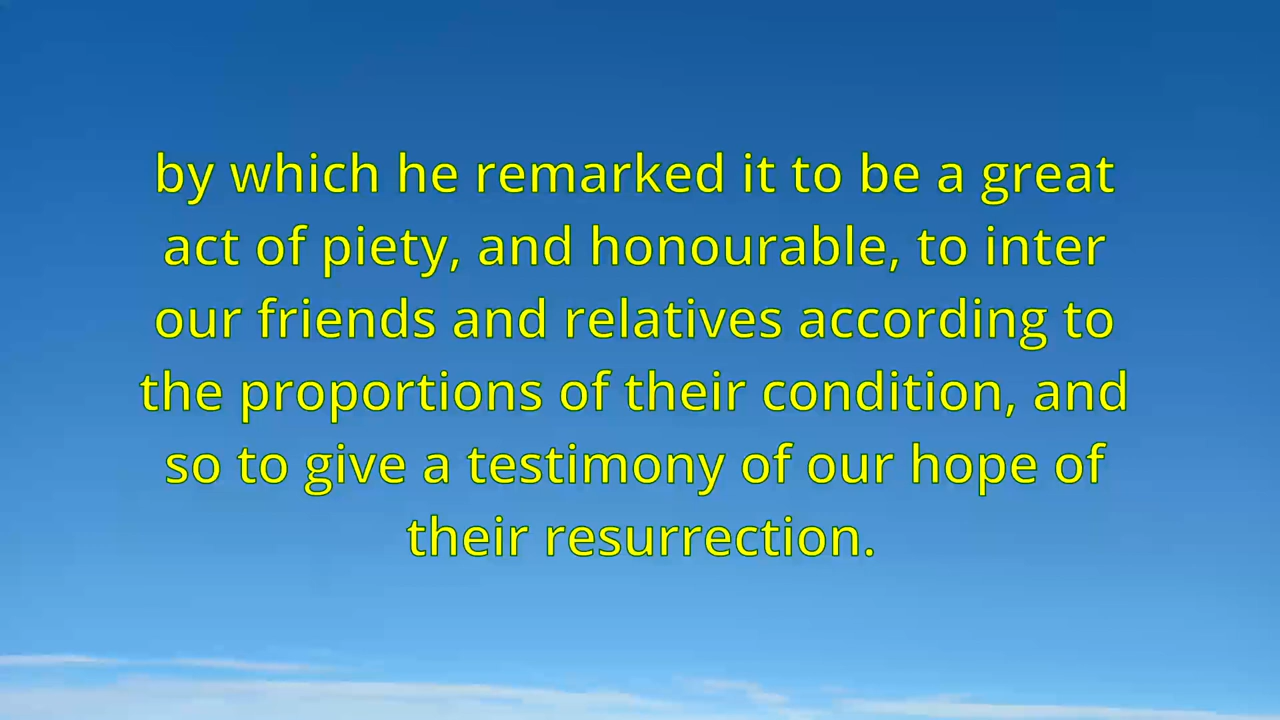 by which he remarked it to be a great
act of piety, and honourable, to inter
our friends and relatives according to
the proportions of their condition, and
so to give a testimony of our hope of
their resurrection.